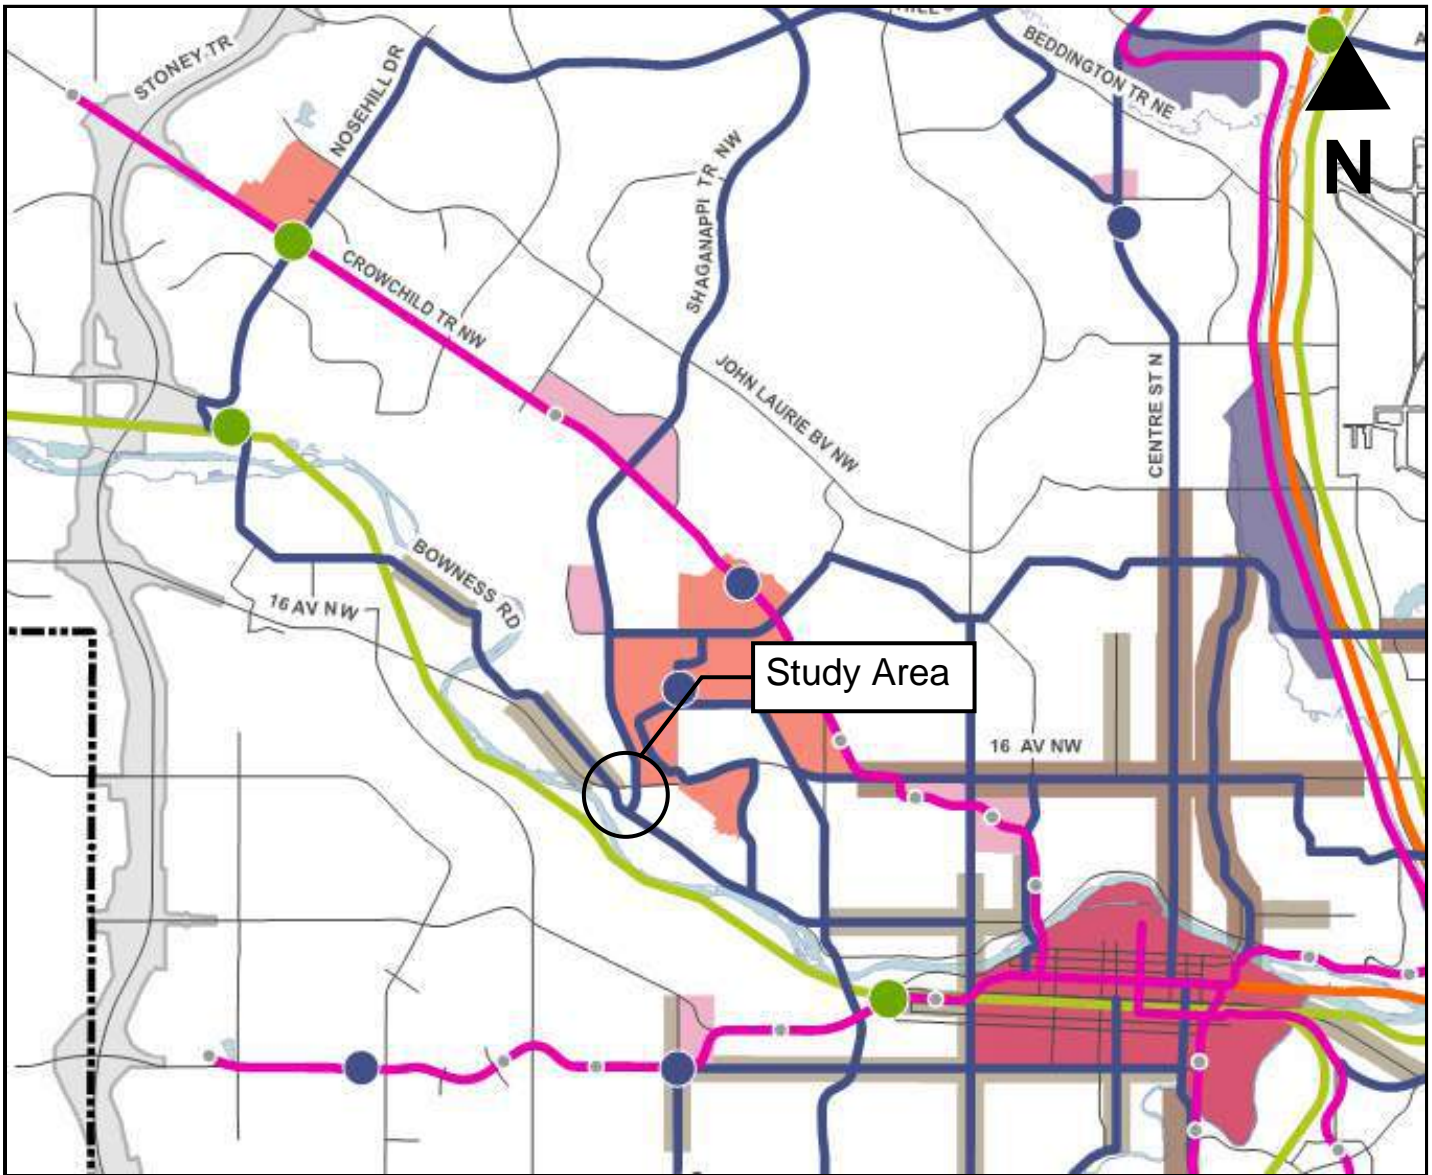 STONEY TR
NOSEHILL DR
BEDDINGTON TR NE
N
SHAGANAPPI TR NW
CROWCHILD TR NW
JOHN LAURIE BV NW
CENTRE ST N
BOWNESS RD
16 AV NW
Study Area
16 AV NW